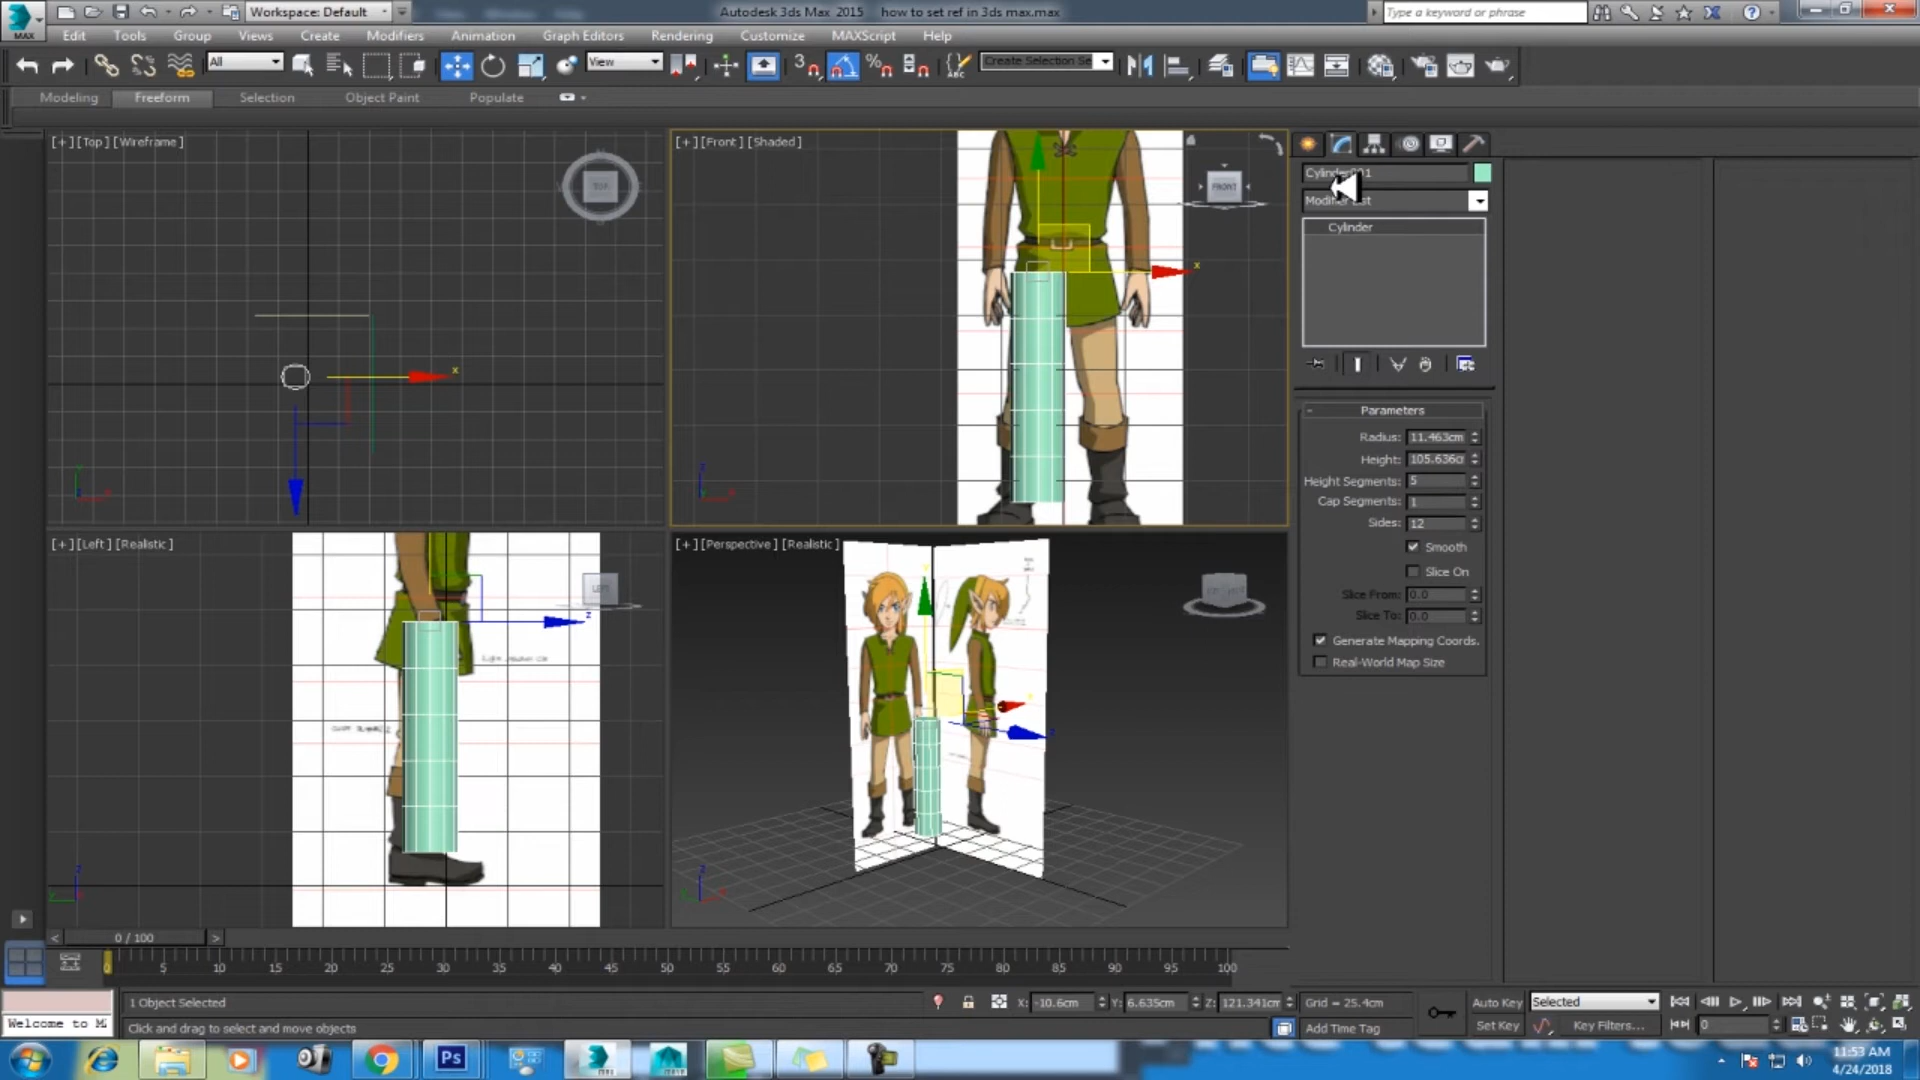 Workspace: Default
Autodesk 3ds Max 2015 how to set ref in 3ds max.max
Type a keyword or phrase
MAX
Edit Tools Group Views Create Modifiers Animation Graph Editors Rendering Customize MAXScript Help
All
View
Create Selection Se
Modeling Freeform Selection Object Paint Populate
[+] [Top] [Wireframe]
TOP
x
[+] [Front] [Shaded]
FRONT
x
Modifier List
Cylinder
Parameters
Radius: 11.463cm
Height: 105.636c
Height Segments: 5
Cap Segments: 1
Sides: 12
Smooth
Slice On
Slice From: 0.0
Slice To: 0.0
Generate Mapping Coords.
Real-World Map Size
[+] [Left] [Realistic]
LEFT
[+] [Perspective] [Realistic]
0 / 100
0 5 10 15 20 25 30 35 40 45 50 55 60 65 70 75 80 85 90 95 100
1 Object Selected
X: -10.6cm Y: 6.635cm Z: 121.341cm
Grid = 25.4cm
Auto Key Selected
Welcome to M
Click and drag to select and move objects
Add Time Tag
Set Key Key Filters... 0
Ps
11:53 AM
4/24/2018